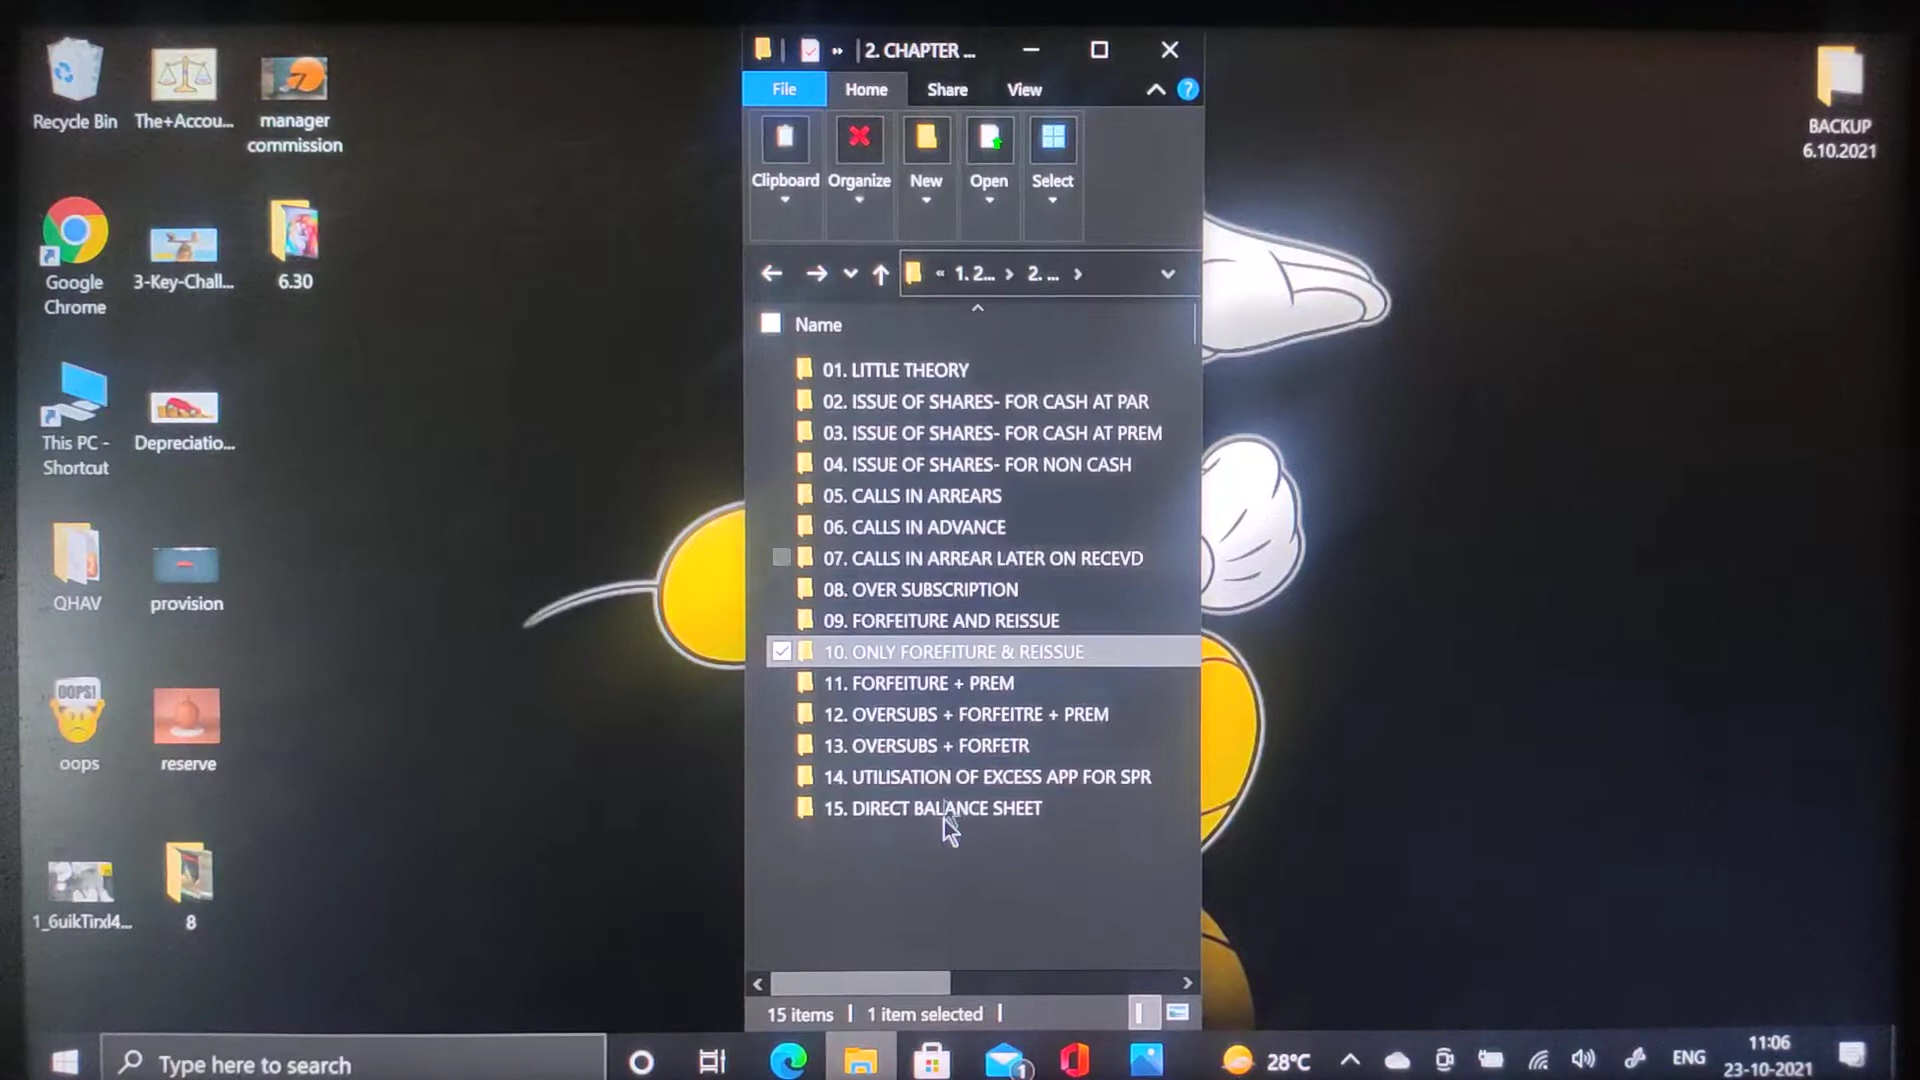 Recycle Bin
The+Accou...
manager
commission
Google
Chrome
3-Key-Chall...
6.30
This PC -
Shortcut
Depreciatio...
QHAV
provision
OOPS!
oops
reserve
1_6uikTirxl4...
8
2. CHAPTER ...
File
Home
Share
View
?
Clipboard
Organize
New
Open
Select
« 1. 2... › 2. ... ›
Name
01. LITTLE THEORY
02. ISSUE OF SHARES- FOR CASH AT PAR
03. ISSUE OF SHARES- FOR CASH AT PREM
04. ISSUE OF SHARES- FOR NON CASH
05. CALLS IN ARREARS
06. CALLS IN ADVANCE
07. CALLS IN ARREAR LATER ON RECEVD
08. OVER SUBSCRIPTION
09. FORFEITURE AND REISSUE
10. ONLY FOREFITURE & REISSUE
11. FORFEITURE + PREM
12. OVERSUBS + FORFEITRE + PREM
13. OVERSUBS + FORFETR
14. UTILISATION OF EXCESS APP FOR SPR
15. DIRECT BALANCE SHEET
15 items
1 item selected
BACKUP
6.10.2021
Type here to search
1
28°C
ENG
11:06
23-10-2021